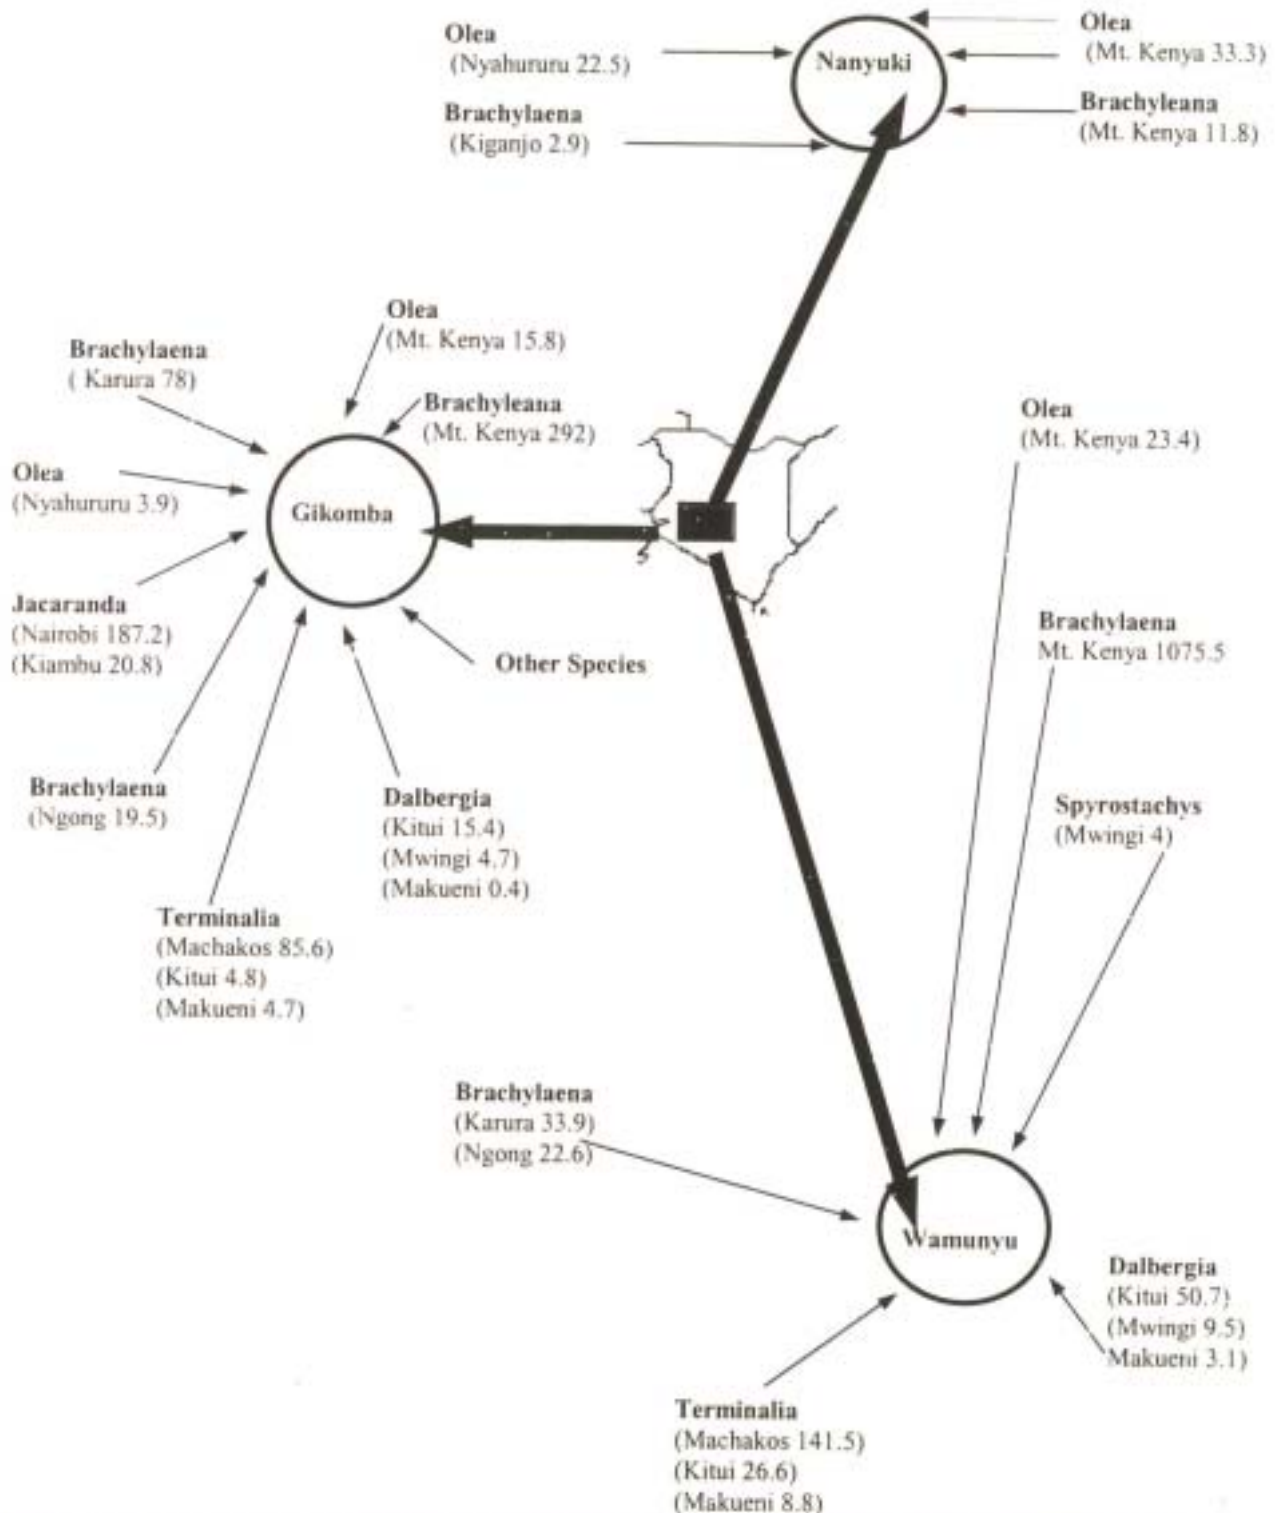 Olea
(Nyahururu 22.5)
Brachylaena
(Kiganjo 2.9)
Nanyuki
Olea
(Mt. Kenya 33.3)
Brachyleana
(Mt. Kenya 11.8)
Olea
(Mt. Kenya 15.8)
Brachylaena
( Karura 78)
Brachyleana
(Mt. Kenya 292)
Olea
(Nyahururu 3.9)
Gikomba
Jacaranda
(Nairobi 187.2)
(Kiambu 20.8)
Other Species
Brachylaena
(Ngong 19.5)
Dalbergia
(Kitui 15.4)
(Mwingi 4.7)
(Makueni 0.4)
Terminalia
(Machakos 85.6)
(Kitui 4.8)
(Makueni 4.7)
Olea
(Mt. Kenya 23.4)
Brachylaena
Mt. Kenya 1075.5
Spyrostachys
(Mwingi 4)
Brachylaena
(Karura 33.9)
(Ngong 22.6)
Wamunyu
Dalbergia
(Kitui 50.7)
(Mwingi 9.5)
Makueni 3.1)
Terminalia
(Machakos 141.5)
(Kitui 26.6)
(Makueni 8.8)